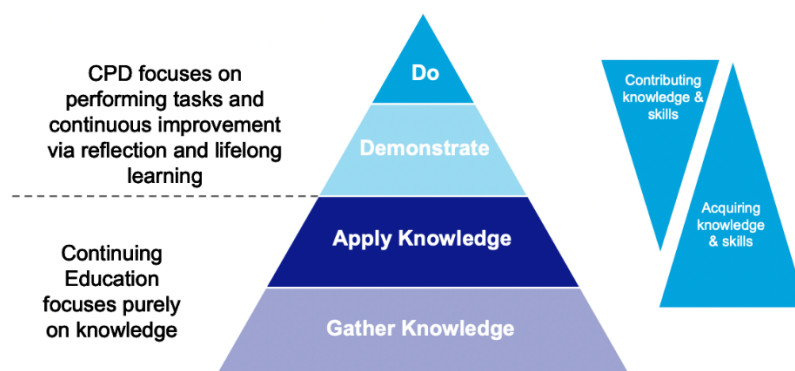 CPD focuses on
performing tasks and
continuous improvement
via reflection and lifelong
learning
Continuing
Education
focuses purely
on knowledge
Do
Demonstrate
Apply Knowledge
Gather Knowledge
Contributing
knowledge &
skills
Acquiring
knowledge
& skills